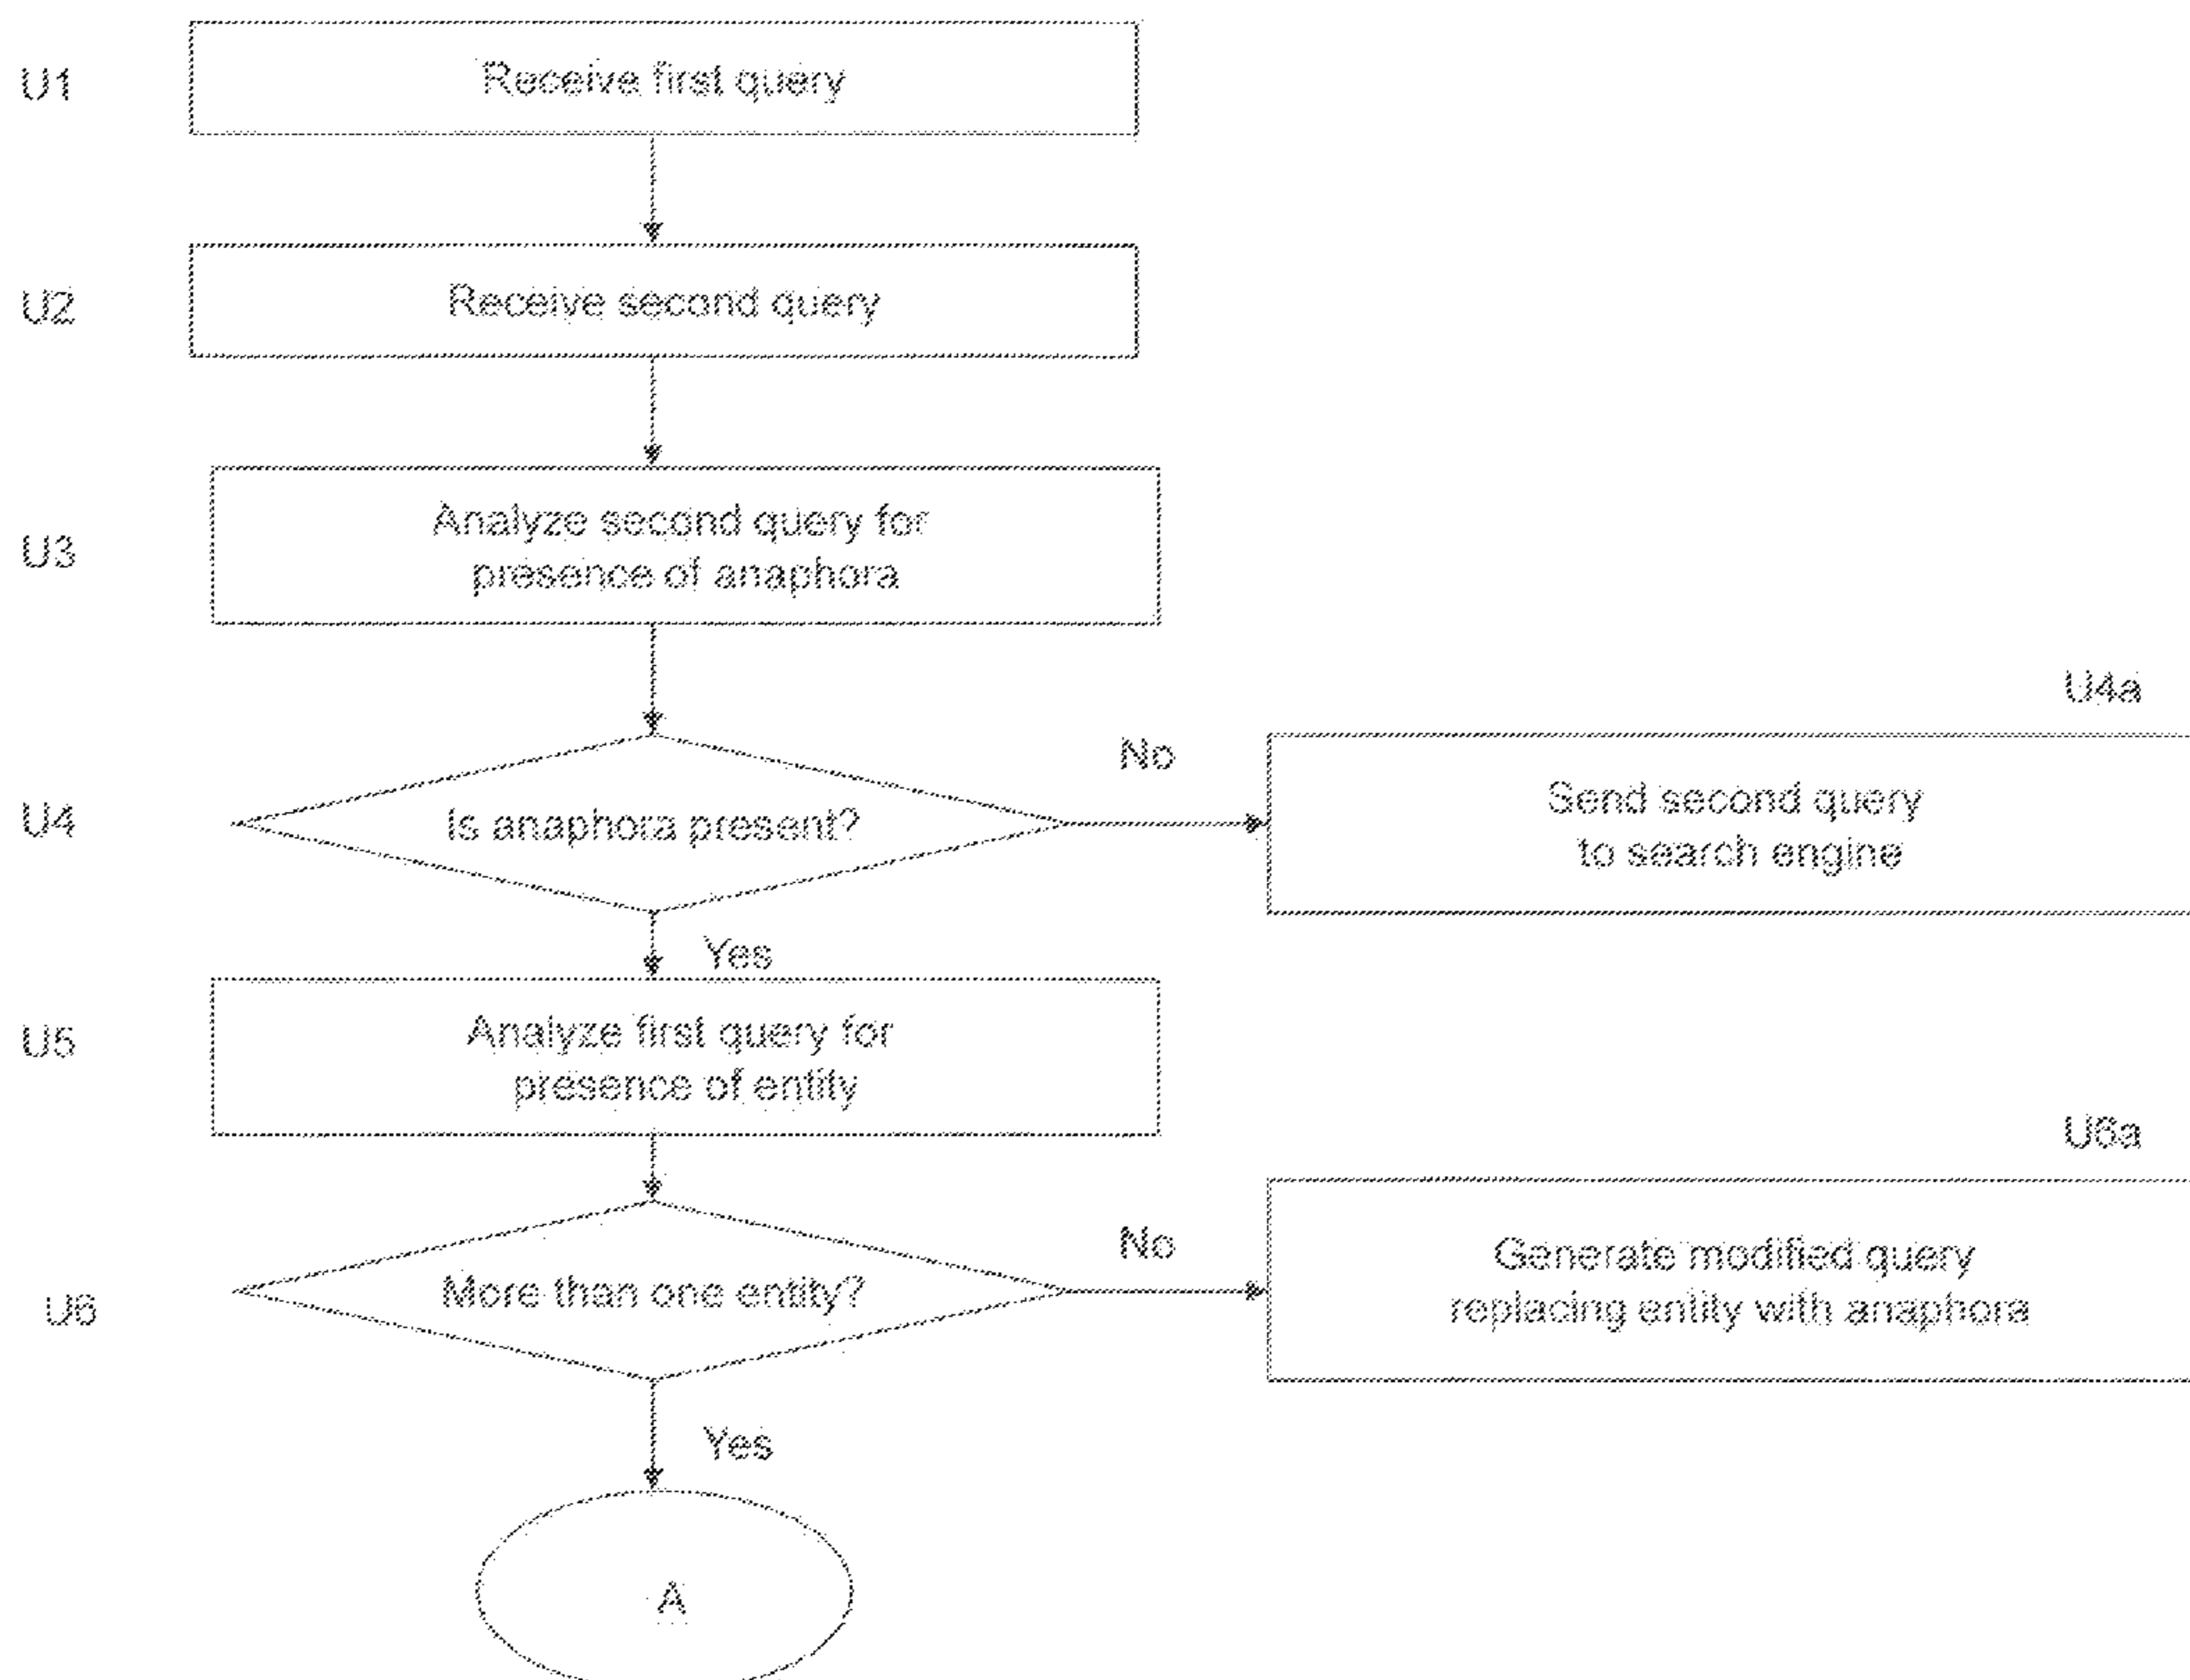 U1
Receive first query
U2
Receive second query
U3
Analyze second query for
presence of anaphora
U4a
No
U4
Is anaphora present?
Send second query
to search engine
Yes
U5
Analyze first query for
presence of entity
U6a
No
U6
More than one entity?
Generate modified query
replacing entity with anaphora
Yes
A